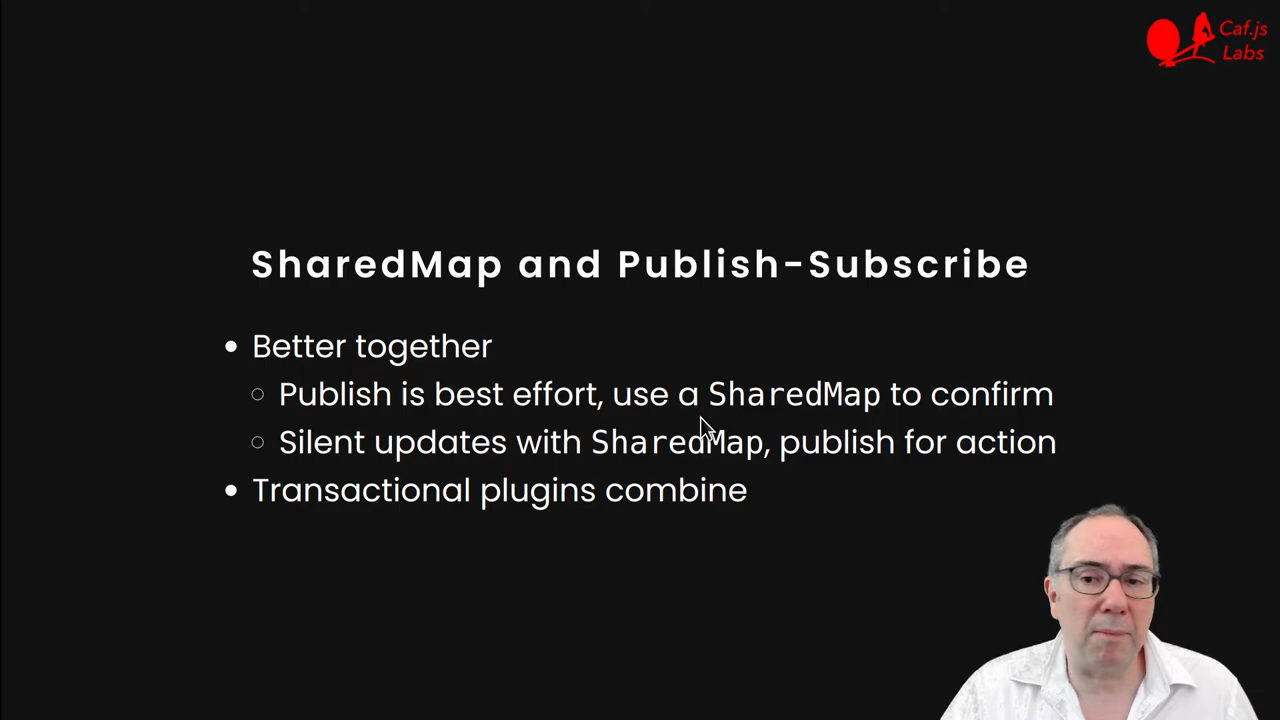 Caf.js
Labs
SharedMap and Publish-Subscribe
Better together
Publish is best effort, use a SharedMap to confirm
Silent updates with SharedMap, publish for action
Transactional plugins combine